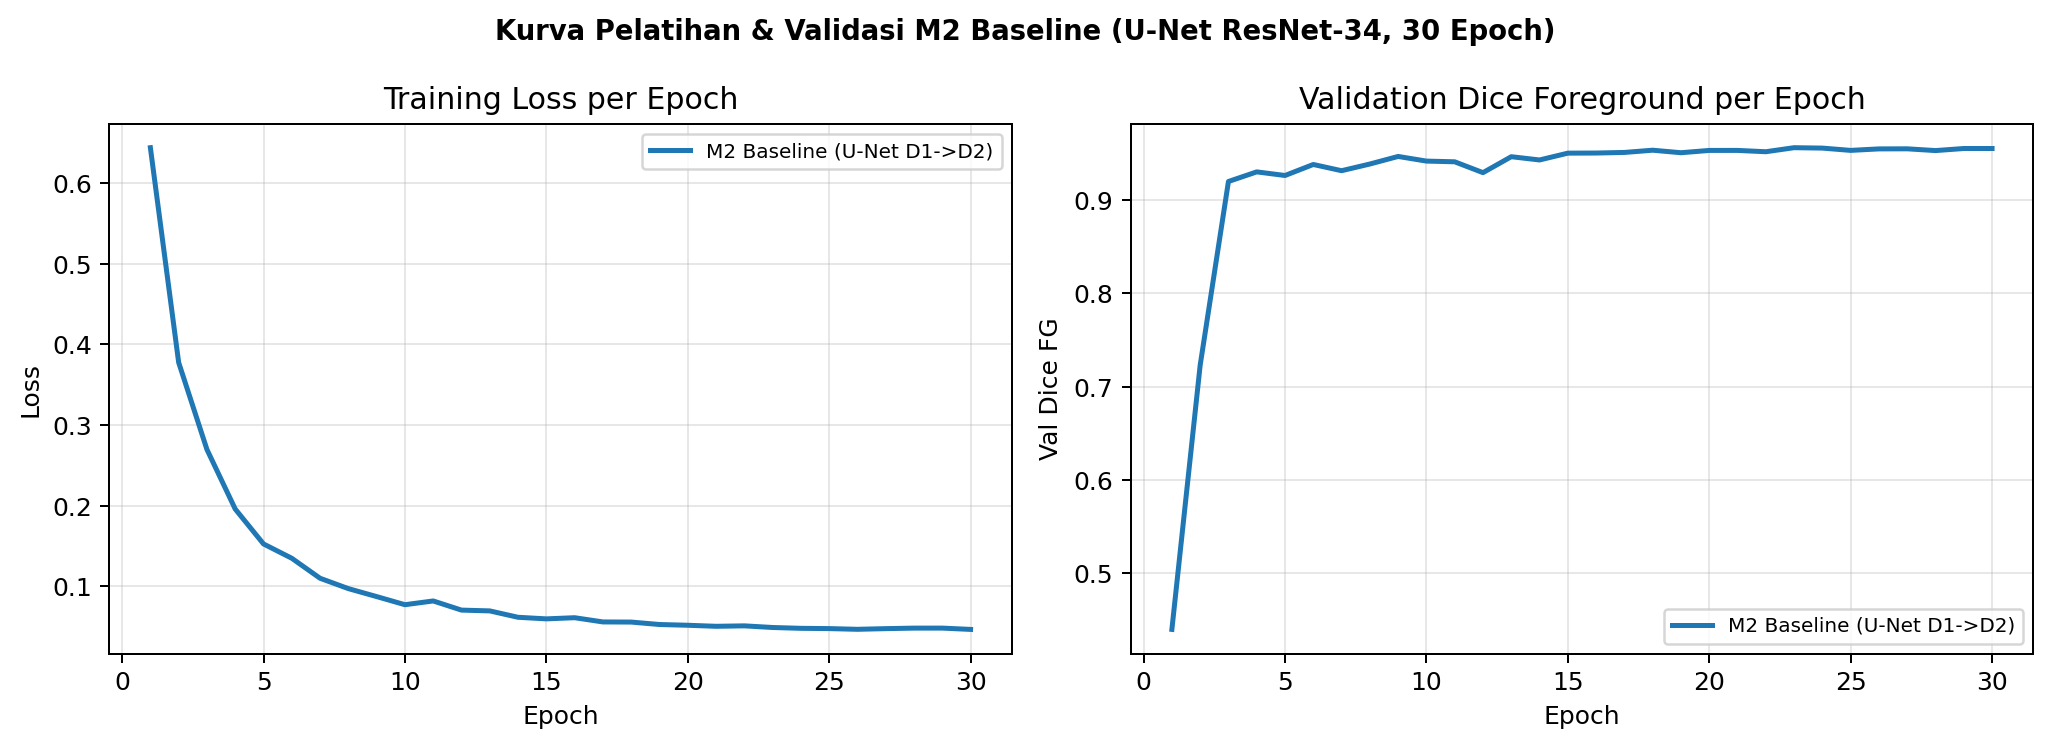 Kurva Pelatihan & Validasi M2 Baseline (U-Net ResNet-34, 30 Epoch)
Training Loss per Epoch
M2 Baseline (U-Net D1->D2)
Loss
0.6
0.5
0.4
0.3
0.2
0.1
0 5 10 15 20 25 30
Epoch
Validation Dice Foreground per Epoch
Val Dice FG
0.9
0.8
0.7
0.6
0.5
M2 Baseline (U-Net D1->D2)
0 5 10 15 20 25 30
Epoch